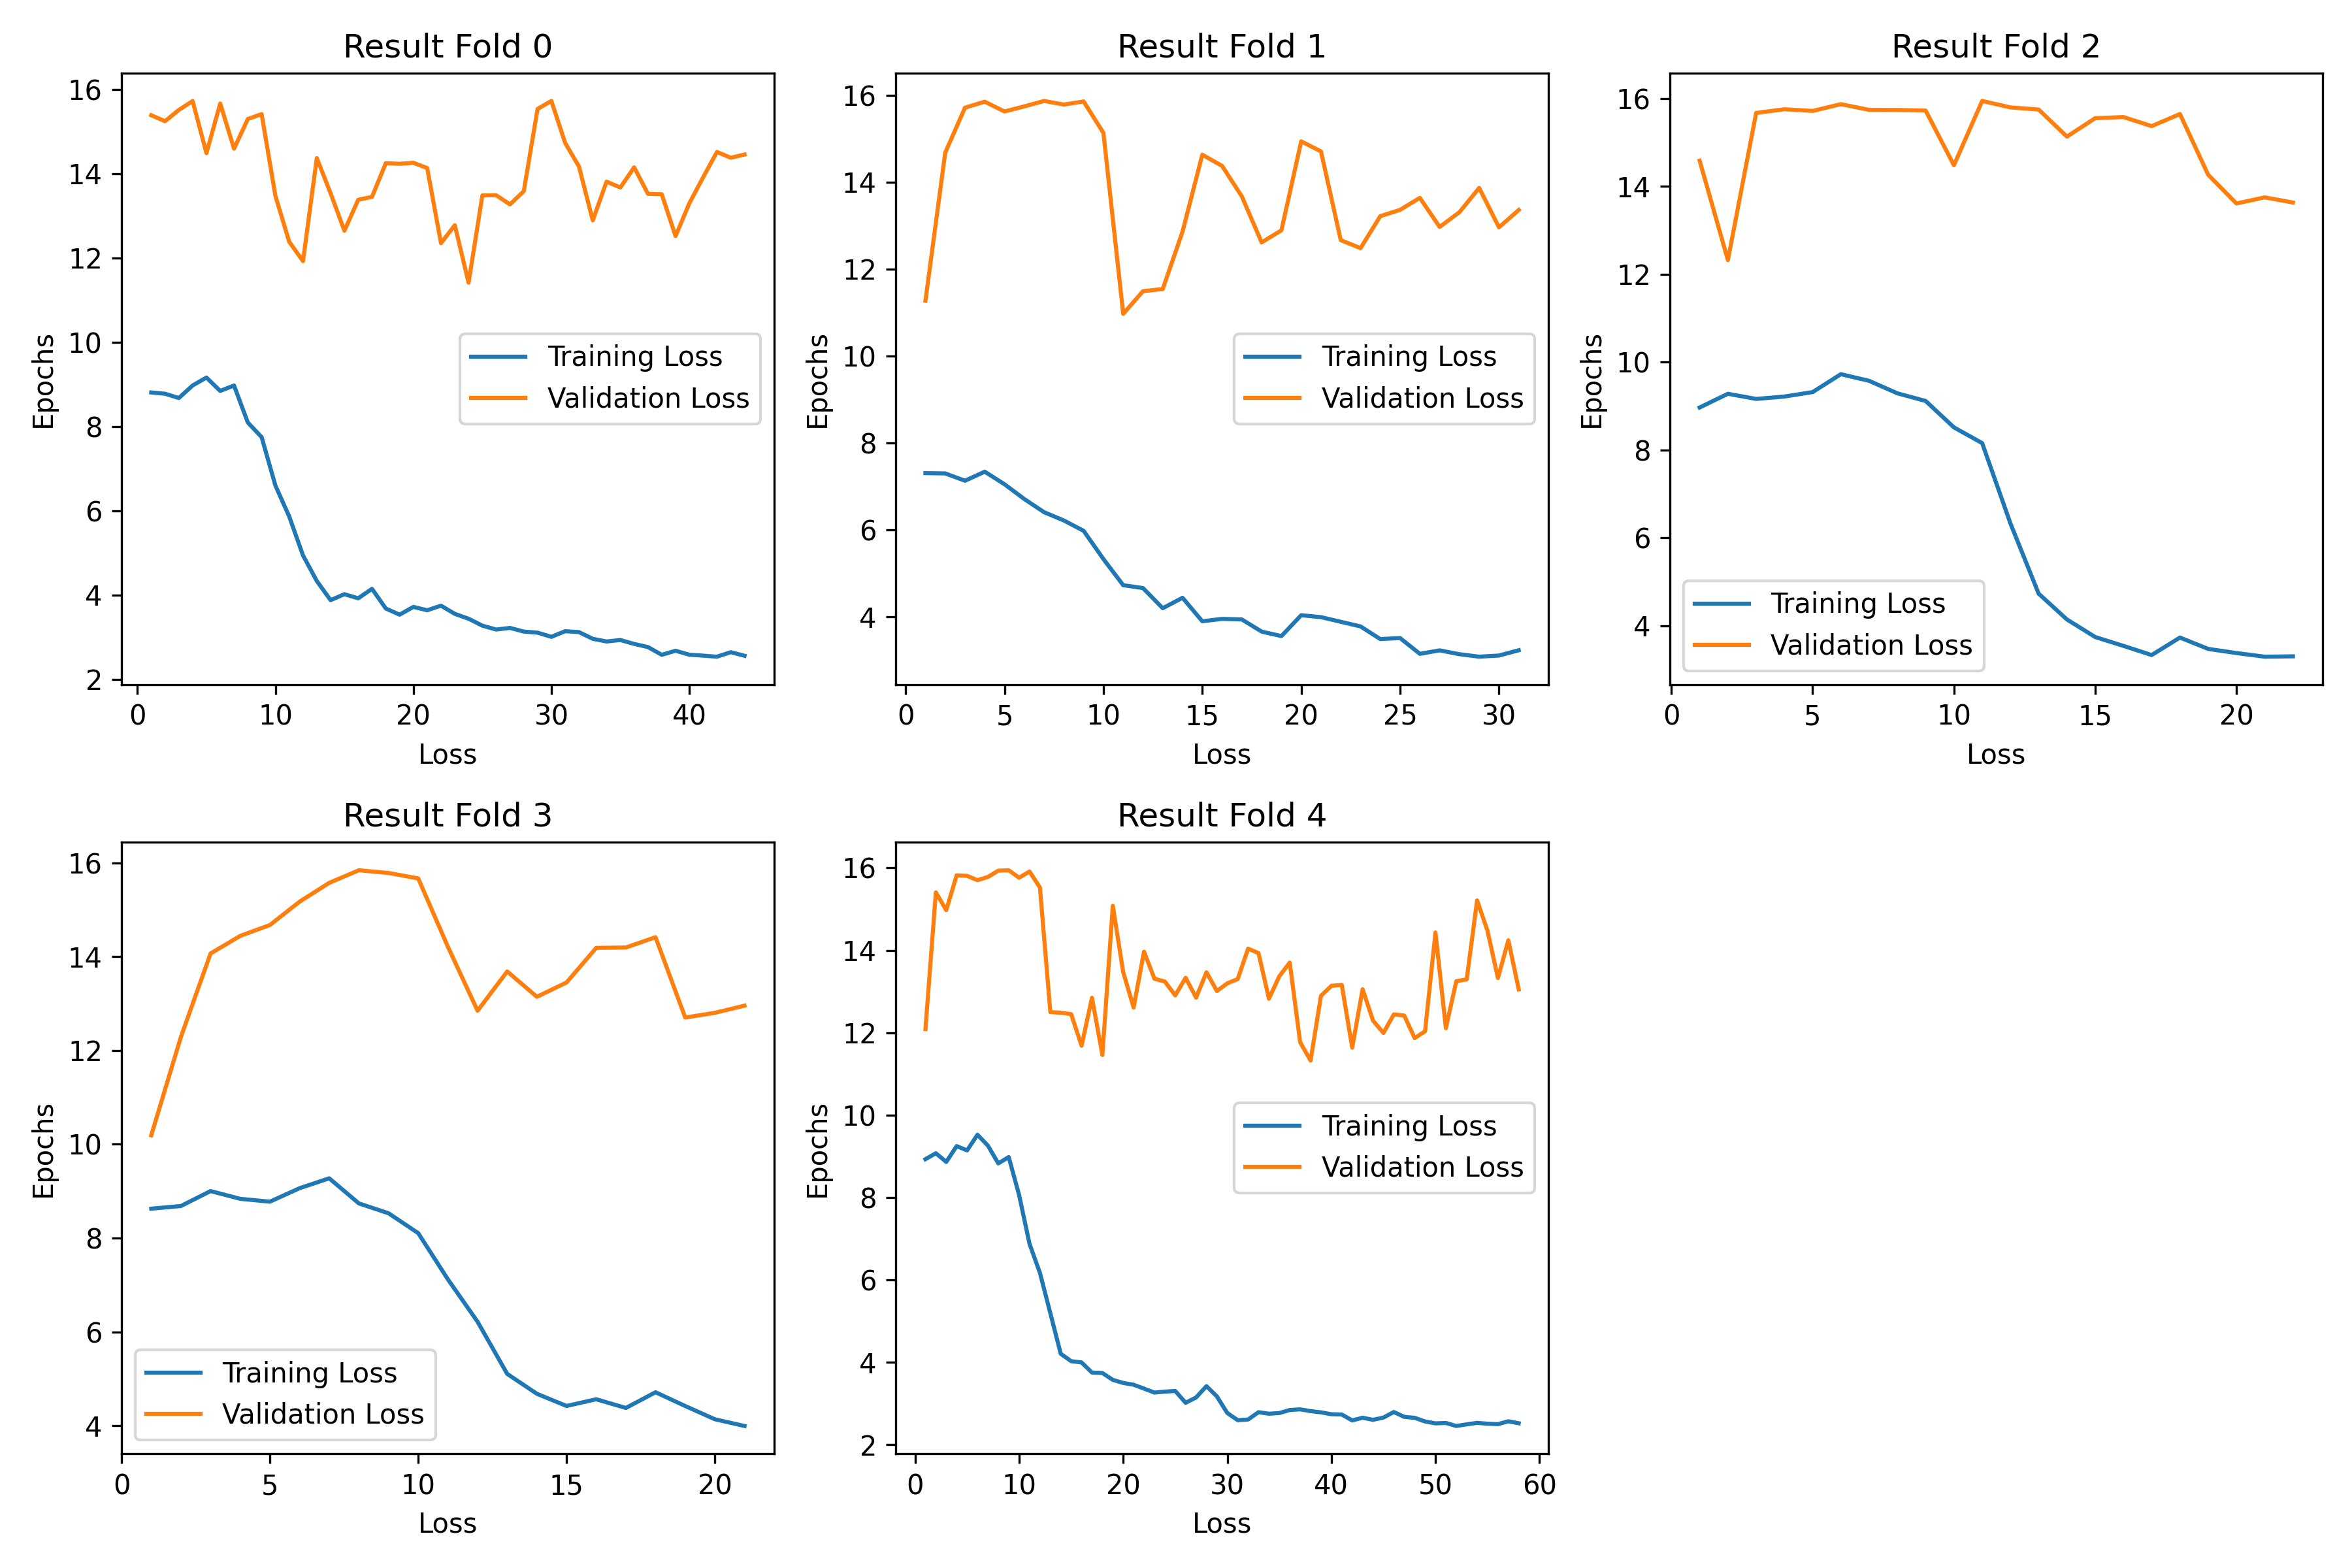 Result Fold 0
16
14
12
10
8
6
4
2
Epochs
Training Loss
Validation Loss
0 10 20 30 40
Loss
Result Fold 1
16
14
12
10
8
6
4
Epochs
Training Loss
Validation Loss
0 5 10 15 20 25 30
Loss
Result Fold 2
16
14
12
10
8
6
4
Epochs
Training Loss
Validation Loss
0 5 10 15 20
Loss
Result Fold 3
16
14
12
10
8
6
4
Epochs
Training Loss
Validation Loss
0 5 10 15 20
Loss
Result Fold 4
16
14
12
10
8
6
4
2
Epochs
Training Loss
Validation Loss
0 10 20 30 40 50 60
Loss